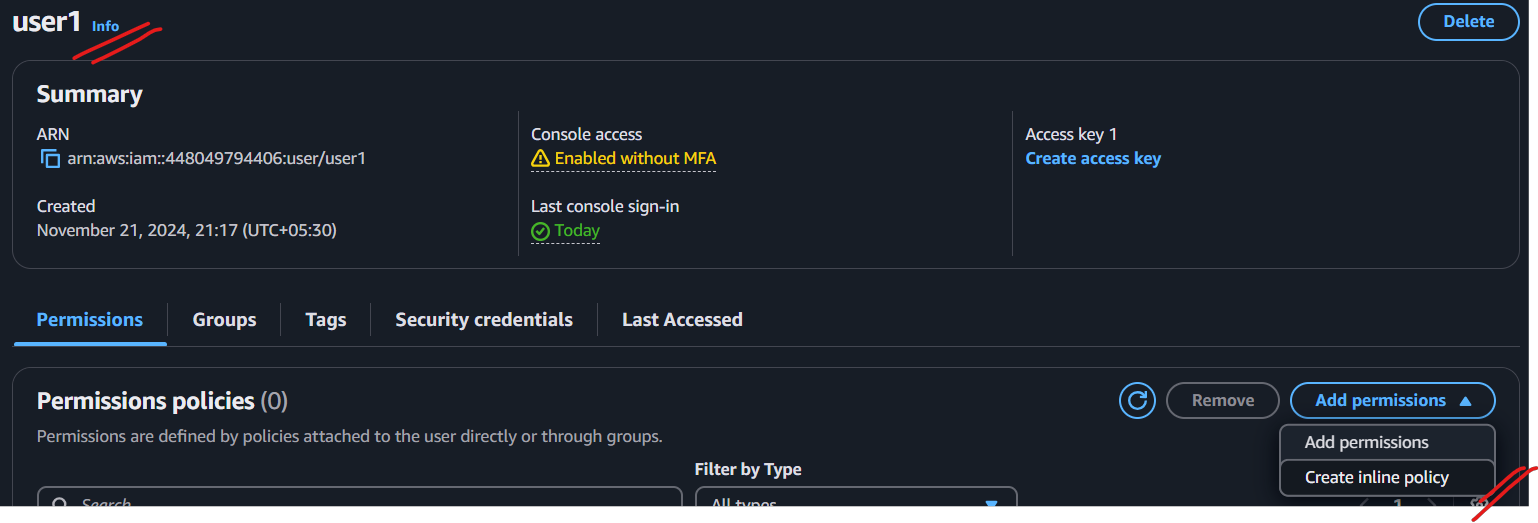 user1 Info
Delete
Summary
ARN
arn:aws:iam::448049794406:user/user1
Created
November 21, 2024, 21:17 (UTC+05:30)
Console access
Enabled without MFA
Last console sign-in
Today
Access key 1
Create access key
Permissions
Groups
Tags
Security credentials
Last Accessed
Permissions policies (0)
Remove
Add permissions
Permissions are defined by policies attached to the user directly or through groups.
Add permissions
Create inline policy
Filter by Type
Search
All types
1